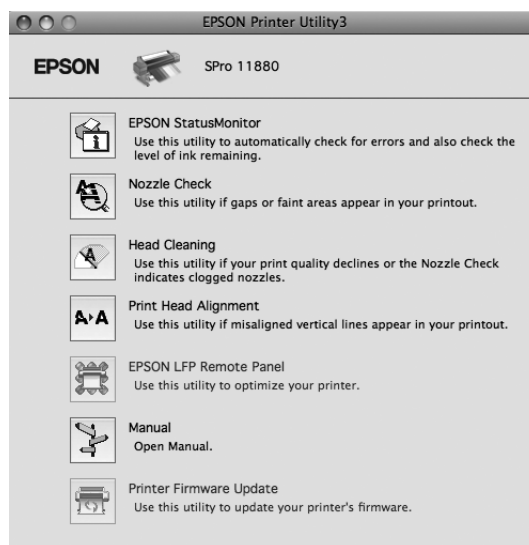 EPSON Printer Utility3
EPSON
SPro 11880
EPSON StatusMonitor
Use this utility to automatically check for errors and also check the
level of ink remaining.
Nozzle Check
Use this utility if gaps or faint areas appear in your printout.
Head Cleaning
Use this utility if your print quality declines or the Nozzle Check
indicates clogged nozzles.
A A
Print Head Alignment
Use this utility if misaligned vertical lines appear in your printout.
EPSON LFP Remote Panel
Use this utility to optimize your printer.
Manual
Open Manual.
Printer Firmware Update
Use this utility to update your printer's firmware.